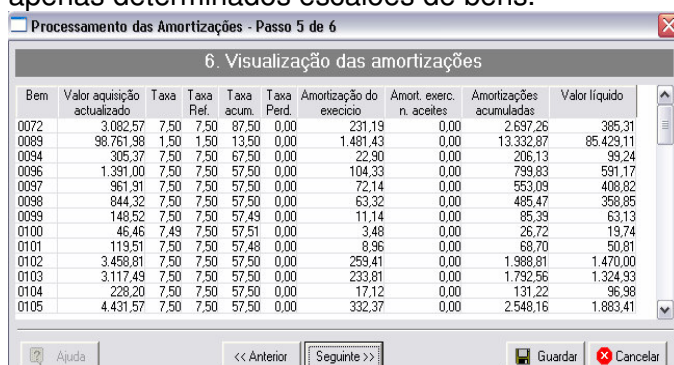 apenas determinados escalões de bens.
Processamento das Amortizações - Passo 5 de 6
6. Visualização das amortizações
Bem Valor aquisição actualizado Taxa Taxa Ref. Taxa acum. Taxa Perd. Amortização do execicio Amort. exerc. n. aceites Amortizações acumuladas Valor líquido
0072 3.082,57 7,50 7,50 87,50 0,00 231,19 0,00 2.697,26 385,31
0089 98.761,98 1,50 1,50 13,50 0,00 1.481,43 0,00 13.332,87 85.429,11
0094 305,37 7,50 7,50 67,50 0,00 22,90 0,00 206,13 99,24
0096 1.391,00 7,50 7,50 57,50 0,00 104,33 0,00 799,83 591,17
0097 961,91 7,50 7,50 57,50 0,00 72,14 0,00 553,09 408,82
0098 844,32 7,50 7,50 57,50 0,00 63,32 0,00 485,47 358,85
0099 148,52 7,50 7,50 57,49 0,00 11,14 0,00 85,39 63,13
0100 46,46 7,49 7,50 57,51 0,00 3,48 0,00 26,72 19,74
0101 119,51 7,50 7,50 57,48 0,00 8,96 0,00 68,70 50,81
0102 3.458,81 7,50 7,50 57,50 0,00 259,41 0,00 1.988,81 1.470,00
0103 3.117,49 7,50 7,50 57,50 0,00 233,81 0,00 1.792,56 1.324,93
0104 228,20 7,50 7,50 57,50 0,00 17,12 0,00 131,22 96,98
0105 4.431,57 7,50 7,50 57,50 0,00 332,37 0,00 2.548,16 1.883,41
Ajuda << Anterior Seguinte >> Guardar Cancelar